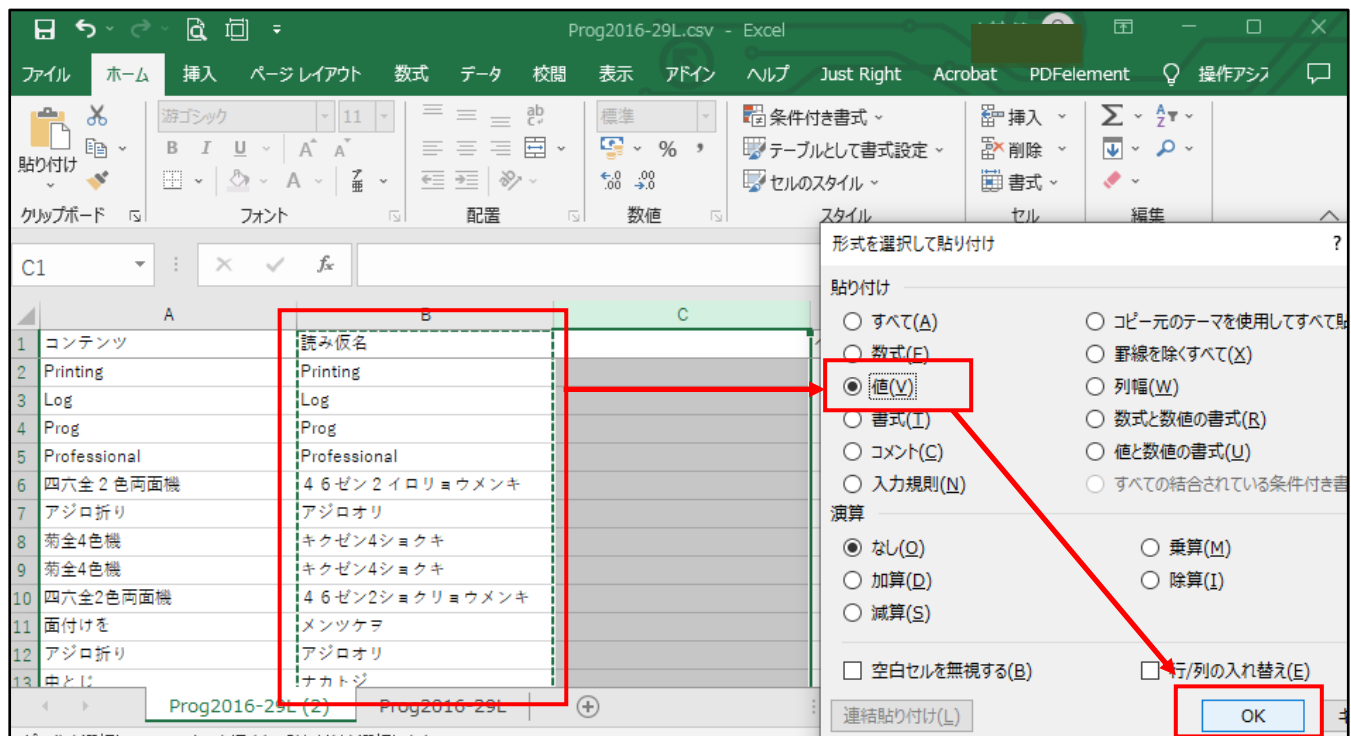 Prog2016-29L.csv - Excel
ファイル ホーム 挿入 ページ レイアウト 数式 データ 校閲 表示 アドイン ヘルプ Just Right Acrobat PDFelement 操作アシス
貼り付け
游ゴシック 11
B I U A A
A
ab
標準
%
条件付き書式
テーブルとして書式設定
セルのスタイル
挿入
削除
書式
クリップボード フォント 配置 数値 スタイル セル 編集
C1
fx
A B C
1 コンテンツ 読み仮名
2 Printing Printing
3 Log Log
4 Prog Prog
5 Professional Professional
6 四六全２色両面機 ４６ゼン２イロリョウメンキ
7 アジロ折り アジロオリ
8 菊全4色機 キクゼン4ショクキ
9 菊全4色機 キクゼン4ショクキ
10 四六全2色両面機 ４６ゼン2ショクリョウメンキ
11 面付けを メンツケヲ
12 アジロ折り アジロオリ
13 中とじ ナカトジ
Prog2016-29L (2) Prog2016-29L
形式を選択して貼り付け ?
貼り付け
すべて(A) コピー元のテーマを使用してすべて貼
数式(F) 罫線を除くすべて(X)
値(V) 列幅(W)
書式(T) 数式と数値の書式(R)
コメント(C) 値と数値の書式(U)
入力規則(N) すべての結合されている条件付き書
演算
なし(O) 乗算(M)
加算(D) 除算(I)
減算(S)
空白セルを無視する(B) 行/列の入れ替え(E)
連結貼り付け(L) OK キ